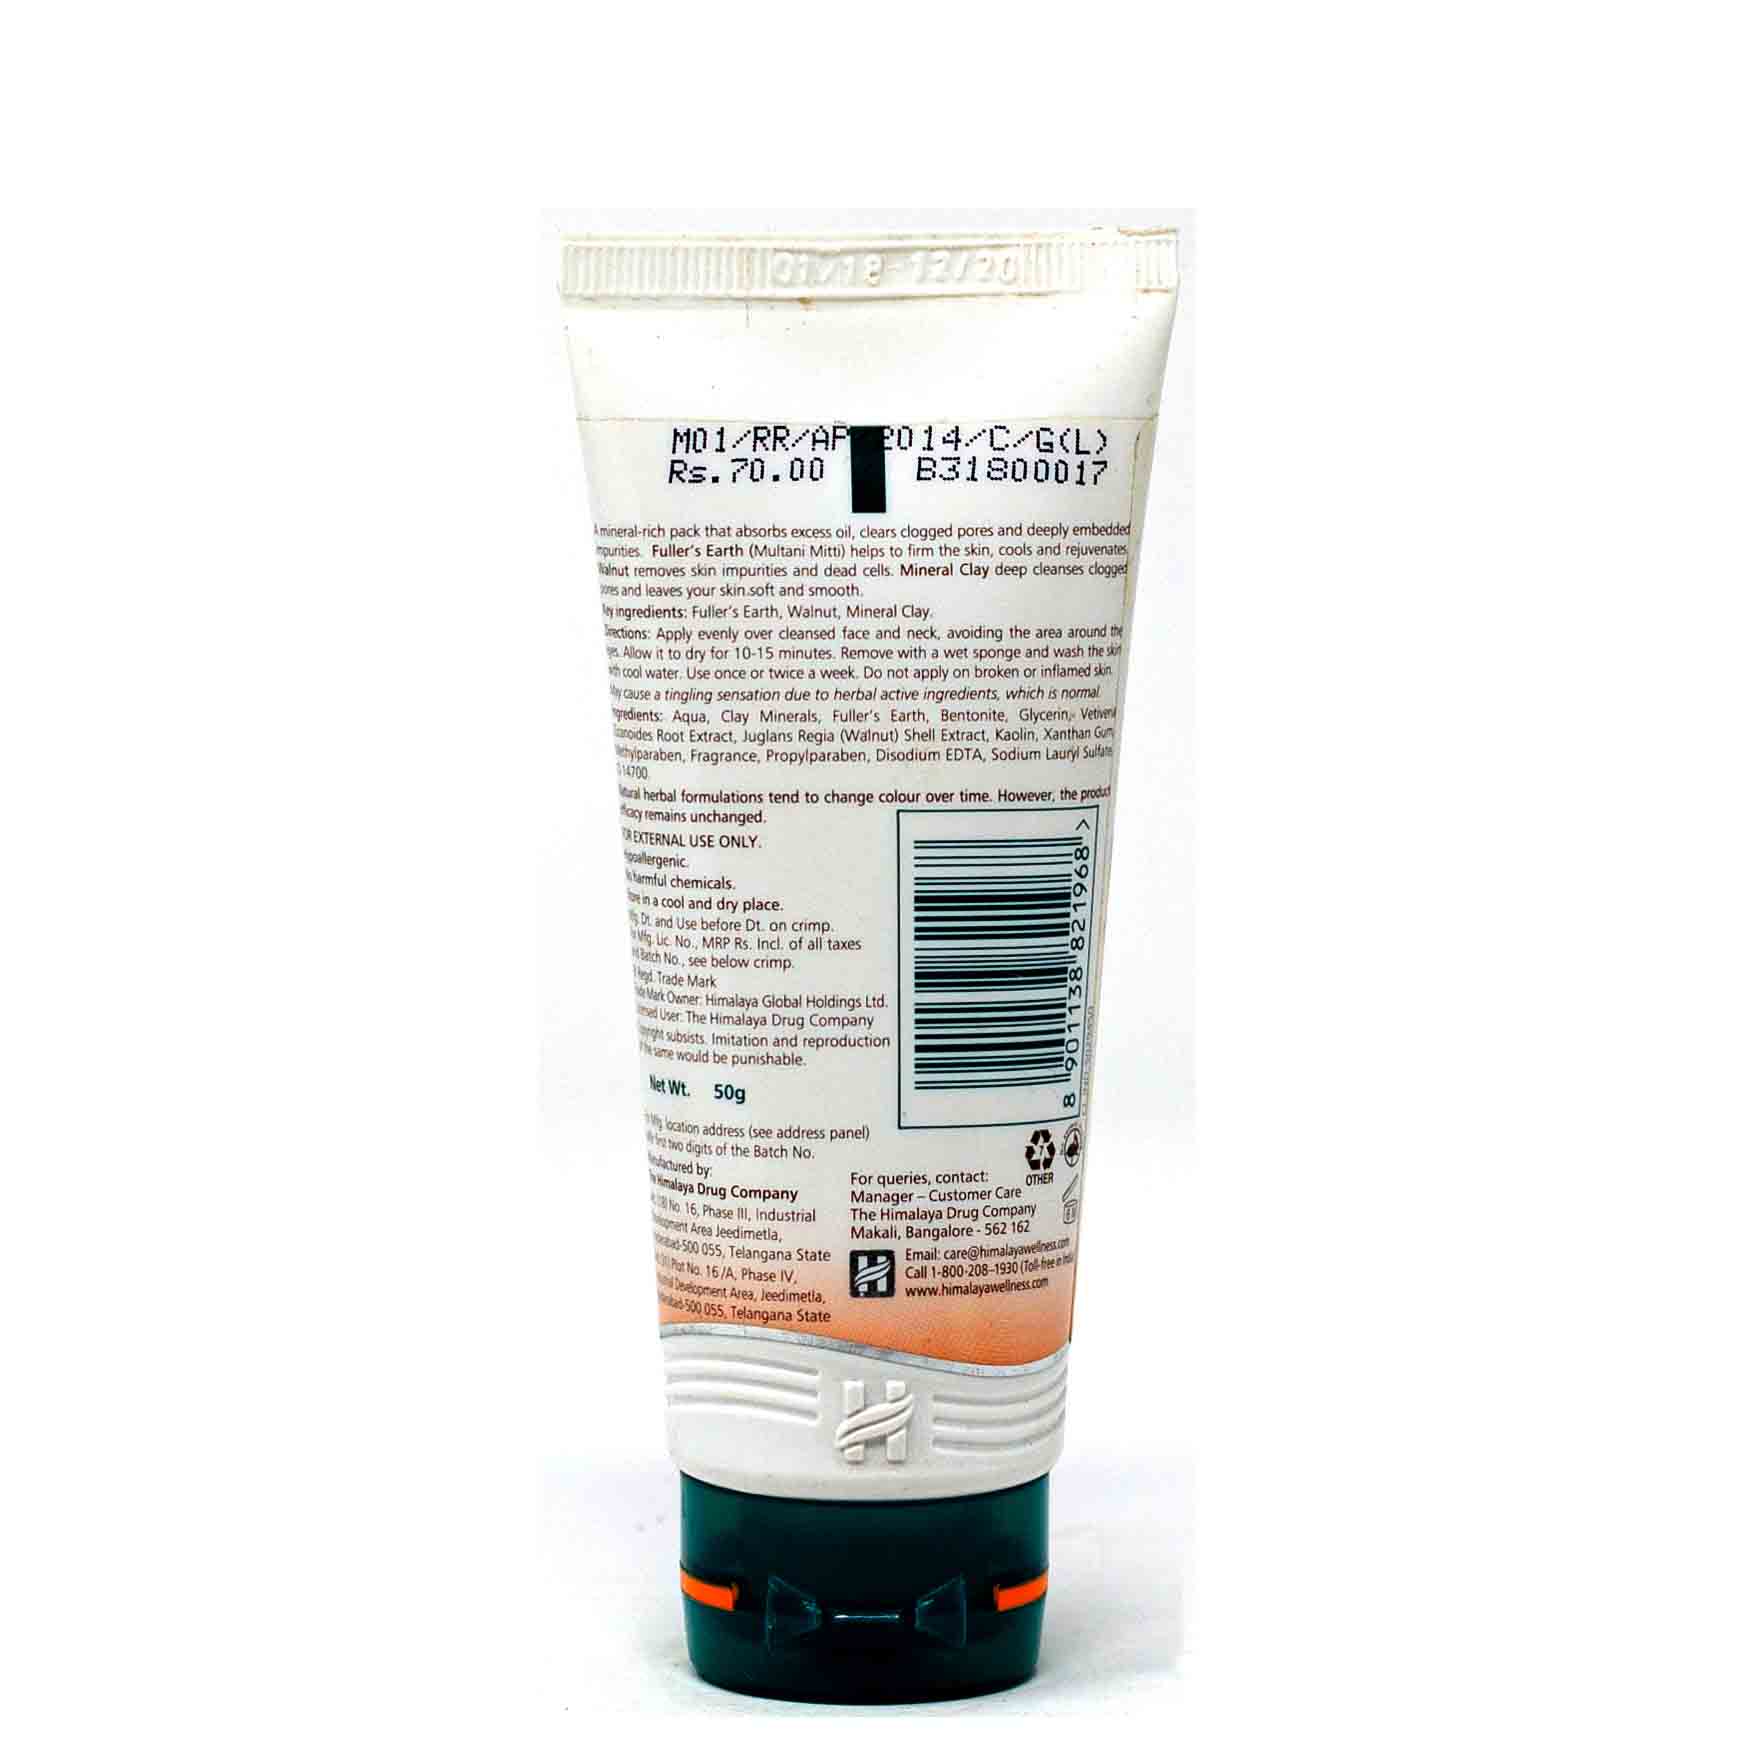 01/18-12/20
M01/RR/AP 2014/C/G(L)
Rs.70.00 B31800017
A mineral-rich pack that absorbs excess oil, clears clogged pores and deeply embedded
impurities. Fuller's Earth (Multani Mitti) helps to firm the skin, cools and rejuvenates.
Walnut removes skin impurities and dead cells. Mineral Clay deep cleanses clogged
pores and leaves your skin soft and smooth.
Key ingredients: Fuller's Earth, Walnut, Mineral Clay.
Directions: Apply evenly over cleansed face and neck, avoiding the area around the
eyes. Allow it to dry for 10-15 minutes. Remove with a wet sponge and wash the skin
with cool water. Use once or twice a week. Do not apply on broken or inflamed skin.
May cause a tingling sensation due to herbal active ingredients, which is normal.
Ingredients: Aqua, Clay Minerals, Fuller's Earth, Bentonite, Glycerin, Vetiveria
Zizanoides Root Extract, Juglans Regia (Walnut) Shell Extract, Kaolin, Xanthan Gum,
Methylparaben, Fragrance, Propylparaben, Disodium EDTA, Sodium Lauryl Sulfate,
14700.
Natural herbal formulations tend to change colour over time. However, the product
efficacy remains unchanged.
FOR EXTERNAL USE ONLY.
Hypoallergenic.
No harmful chemicals.
Store in a cool and dry place.
Mfg. Dt. and Use before Dt. on crimp.
For Mfg. Lic. No., MRP Rs. Incl. of all taxes
and Batch No., see below crimp.
Regd. Trade Mark
Trade Mark Owner: Himalaya Global Holdings Ltd.
Licensed User: The Himalaya Drug Company
Copyright subsists. Imitation and reproduction
of the same would be punishable.
8 901138 821968 >
Net Wt. 50g
For Mfg. location address (see address panel)
first two digits of the Batch No.
Manufactured by:
The Himalaya Drug Company
No. 16, Phase III, Industrial
Development Area Jeedimetla,
Hyderabad-500 055, Telangana State
Plot No. 16/A, Phase IV,
Industrial Development Area, Jeedimetla,
Hyderabad-500 055, Telangana State
7
OTHER
For queries, contact:
Manager – Customer Care
The Himalaya Drug Company
Makali, Bangalore - 562 162
Email: care@himalayawellness.com
Call 1-800-208-1930 (Toll-free in India)
www.himalayawellness.com